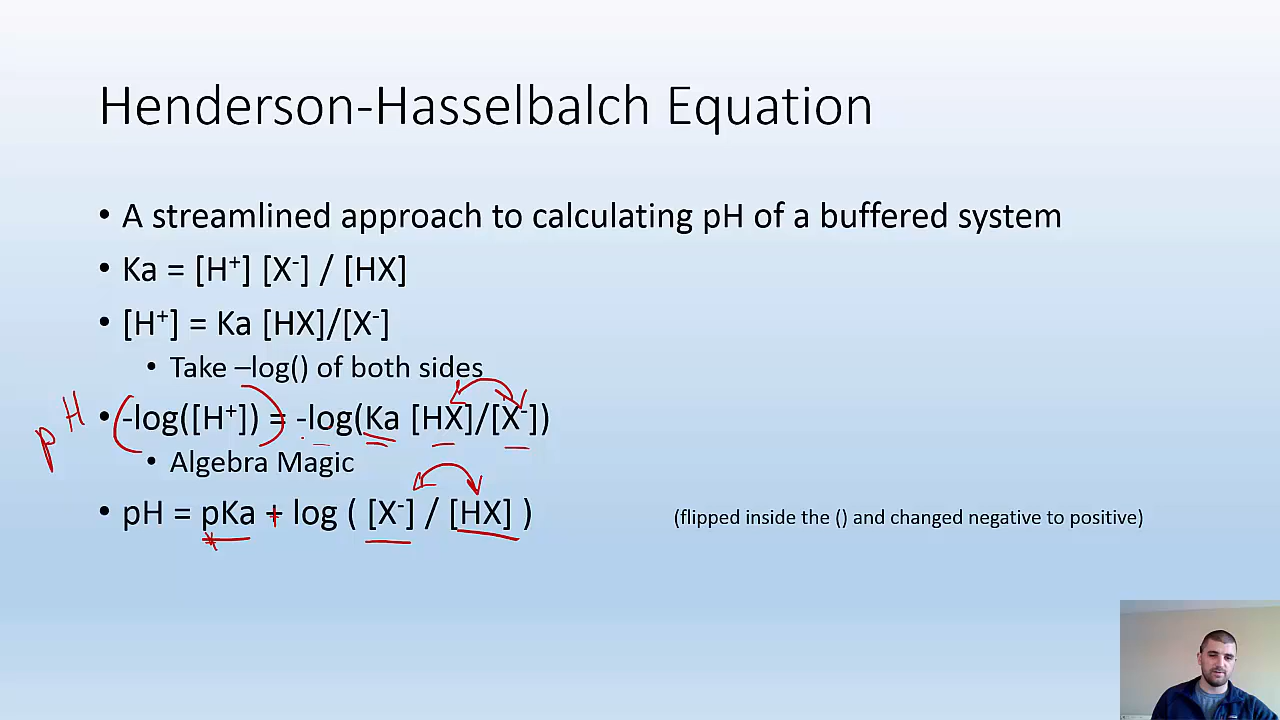 Henderson-Hasselbalch Equation
• A streamlined approach to calculating pH of a buffered system
• Ka = [H⁺] [X⁻] / [HX]
• [H⁺] = Ka [HX]/[X⁻]
• Take –log() of both sides
pH
• -log([H⁺]) = -log(Ka [HX]/[X⁻])
• Algebra Magic
• pH = pKa + log ( [X⁻] / [HX] ) (flipped inside the () and changed negative to positive)